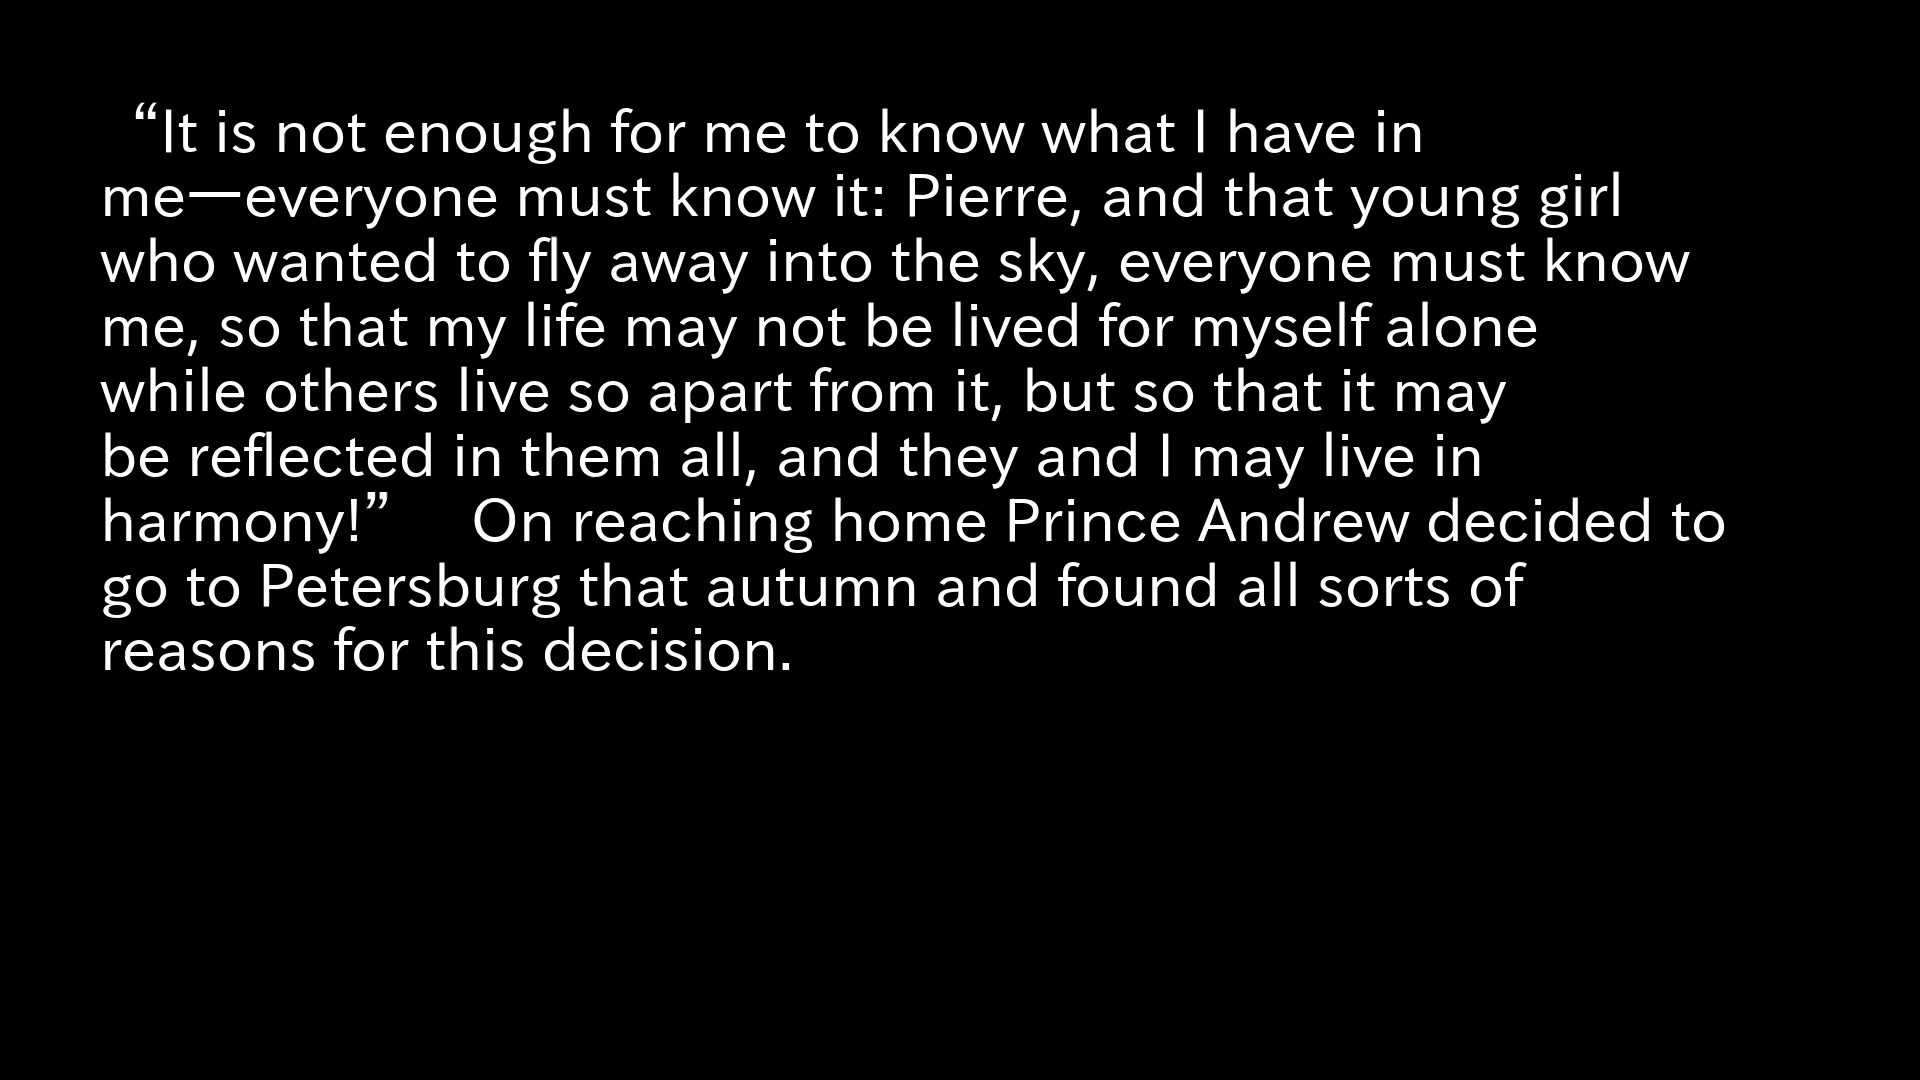 “It is not enough for me to know what I have in
me—everyone must know it: Pierre, and that young girl
who wanted to fly away into the sky, everyone must know
me, so that my life may not be lived for myself alone
while others live so apart from it, but so that it may
be reflected in them all, and they and I may live in
harmony!”     On reaching home Prince Andrew decided to
go to Petersburg that autumn and found all sorts of
reasons for this decision.